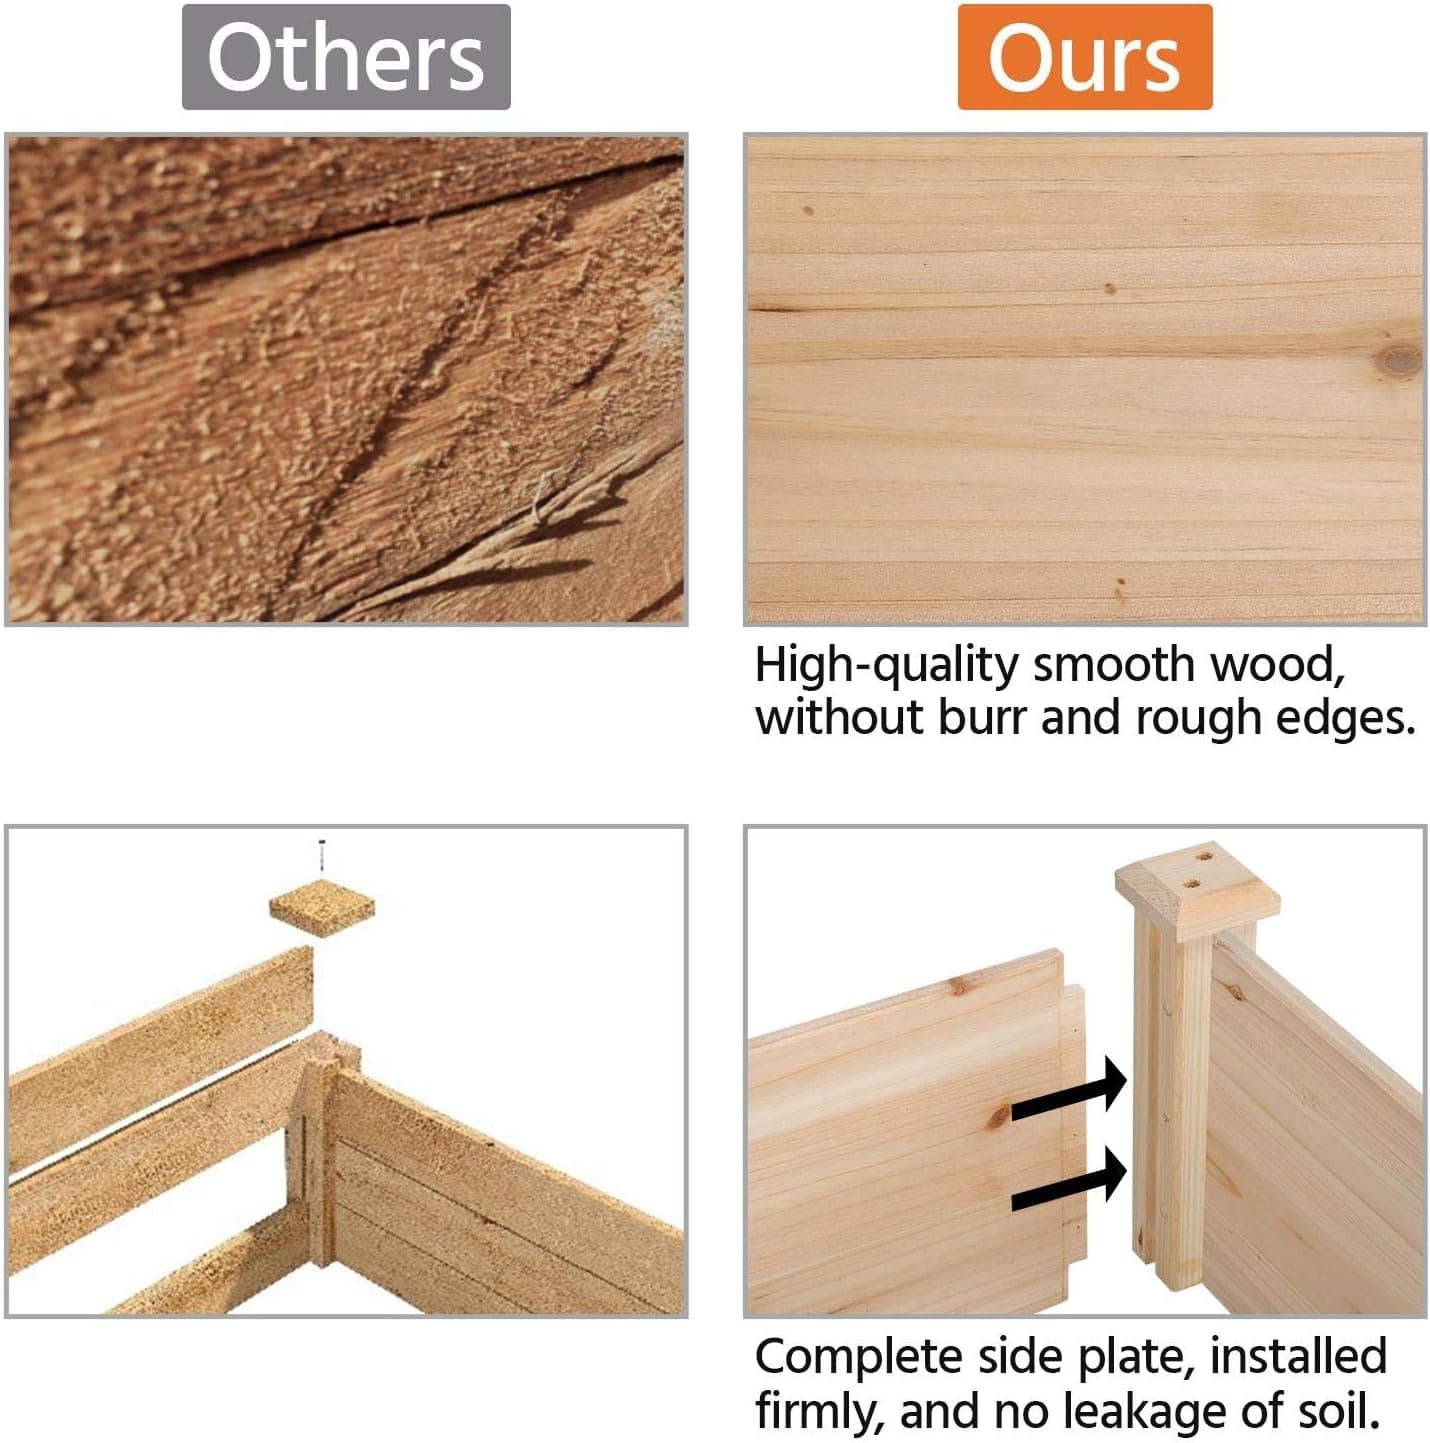 Others
Ours
High-quality smooth wood,
without burr and rough edges.
Complete side plate, installed
firmly, and no leakage of soil.